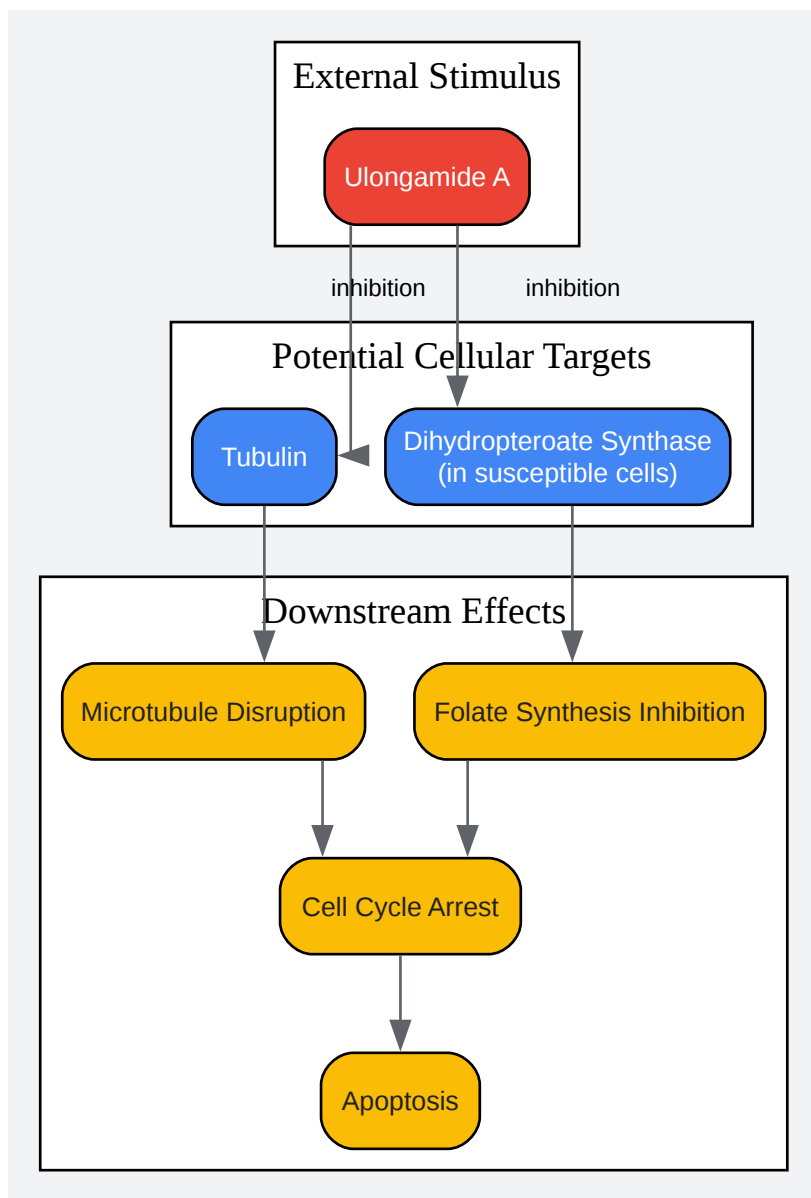 External Stimulus
Ulongamide A
inhibition
inhibition
Potential Cellular Targets
Tubulin
Dihydropteroate Synthase
(in susceptible cells)
Downstream Effects
Microtubule Disruption
Folate Synthesis Inhibition
Cell Cycle Arrest
Apoptosis